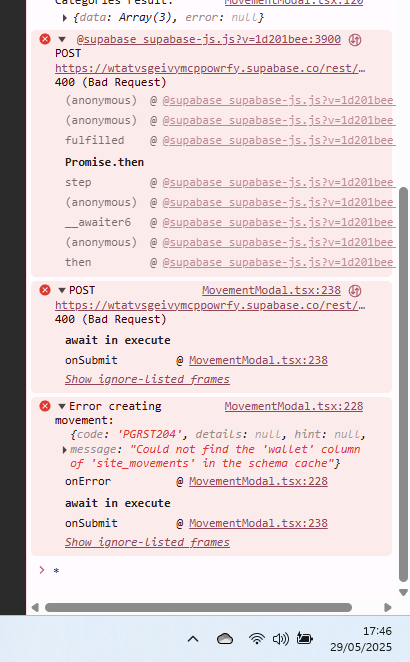 Categories result: MovementModal.tsx:120
{data: Array(3), error: null}
@supabase_supabase-js.js?v=1d201bee:3900
POST
https://wtatvsgeivymcppowrfy.supabase.co/rest/…
400 (Bad Request)
(anonymous) @ @supabase_supabase-js.js?v=1d201bee
(anonymous) @ @supabase_supabase-js.js?v=1d201bee
fulfilled @ @supabase_supabase-js.js?v=1d201bee
Promise.then
step @ @supabase_supabase-js.js?v=1d201bee
(anonymous) @ @supabase_supabase-js.js?v=1d201bee
__awaiter6 @ @supabase_supabase-js.js?v=1d201bee
(anonymous) @ @supabase_supabase-js.js?v=1d201bee
then @ @supabase_supabase-js.js?v=1d201bee
POST MovementModal.tsx:238
https://wtatvsgeivymcppowrfy.supabase.co/rest/…
400 (Bad Request)
await in execute
onSubmit @ MovementModal.tsx:238
Show ignore-listed frames
Error creating MovementModal.tsx:228
movement:
{code: 'PGRST204', details: null, hint: null,
message: "Could not find the 'wallet' column
of 'site_movements' in the schema cache"}
onError @ MovementModal.tsx:228
await in execute
onSubmit @ MovementModal.tsx:238
Show ignore-listed frames
> *
17:46
29/05/2025